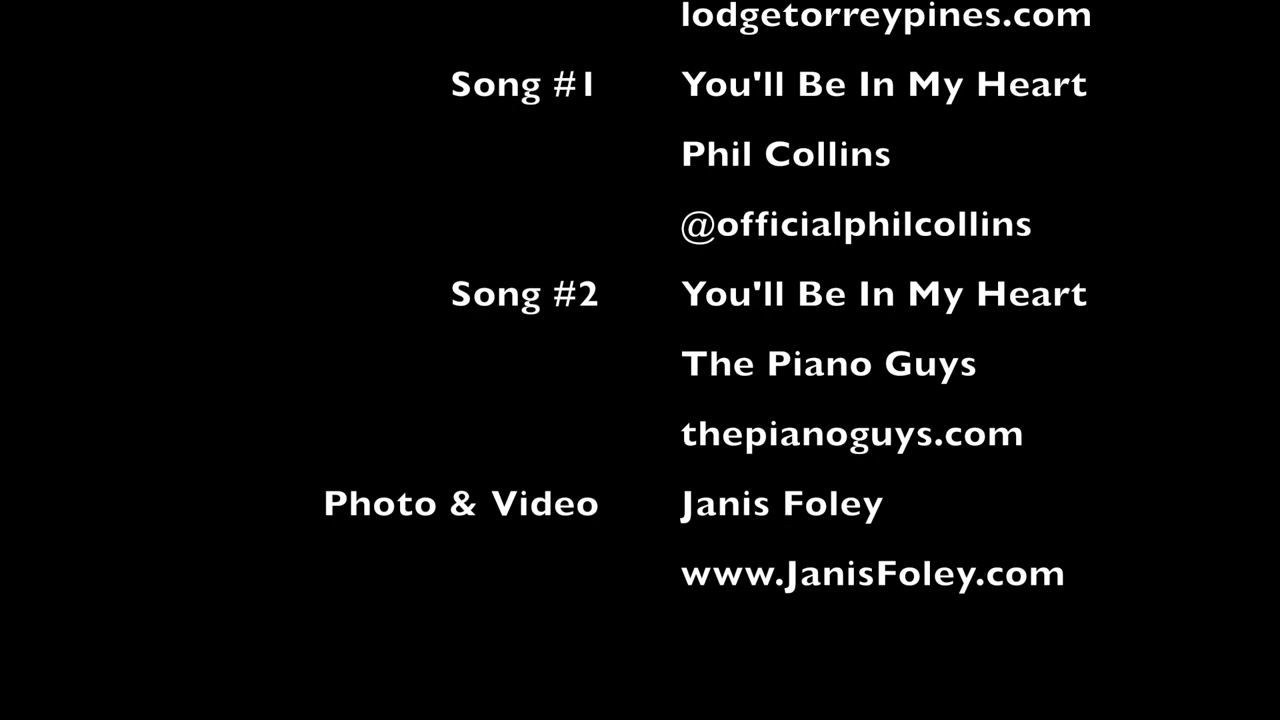 lodgetorreypines.com
Song #1 You'll Be In My Heart
Phil Collins
@officialphilcollins
Song #2 You'll Be In My Heart
The Piano Guys
thepianoguys.com
Photo & Video Janis Foley
www.JanisFoley.com